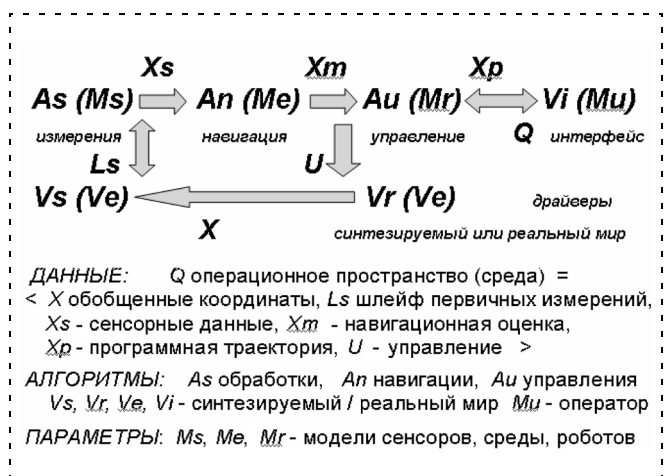 Xs Xm Xp
As (Ms) An (Me) Au (Mr) Vi (Mu)
измерения навигация управление Q интерфейс
Ls U
Vs (Ve) Vr (Ve) драйверы
X синтезируемый или реальный мир
ДАННЫЕ: Q операционное пространство (среда) =
< X обобщенные координаты, Ls шлейф первичных измерений,
Xs - сенсорные данные, Xm - навигационная оценка,
Xp - программная траектория, U - управление >
АЛГОРИТМЫ: As обработки, An навигации, Au управления
Vs, Vr, Ve, Vi - синтезируемый / реальный мир Mu - оператор
ПАРАМЕТРЫ: Ms, Me, Mr - модели сенсоров, среды, роботов